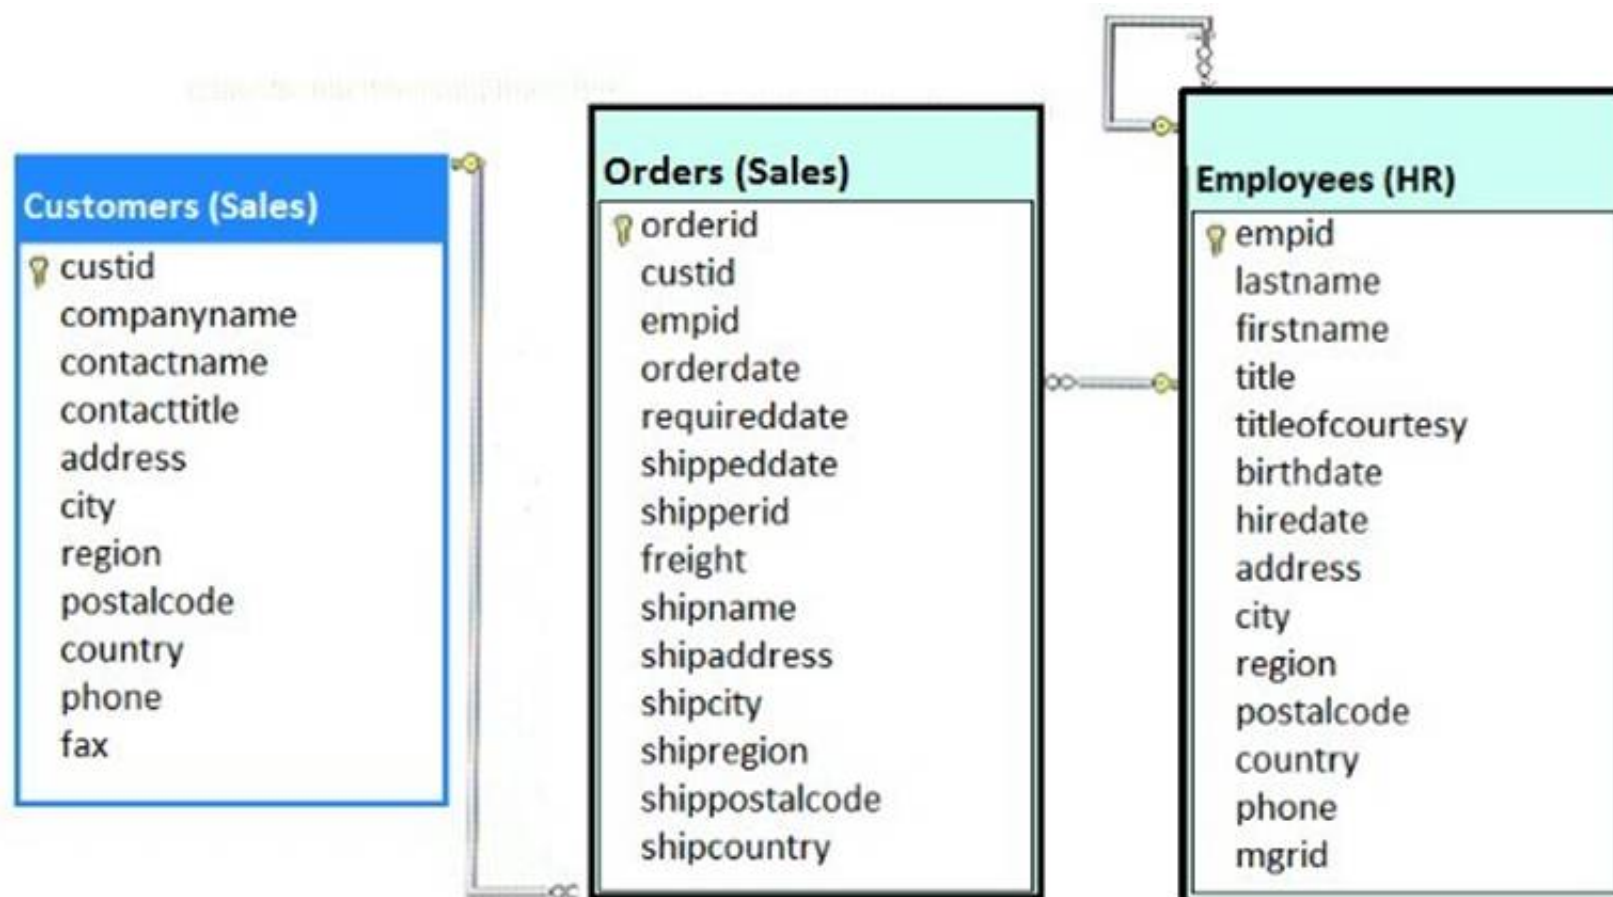 Customers (Sales)
custid
companyname
contactname
contacttitle
address
city
region
postalcode
country
phone
fax
Orders (Sales)
orderid
custid
empid
orderdate
requireddate
shippeddate
shipperid
freight
shipname
shipaddress
shipcity
shipregion
shippostalcode
shipcountry
Employees (HR)
empid
lastname
firstname
title
titleofcourtesy
birthdate
hiredate
address
city
region
postalcode
country
phone
mgrid